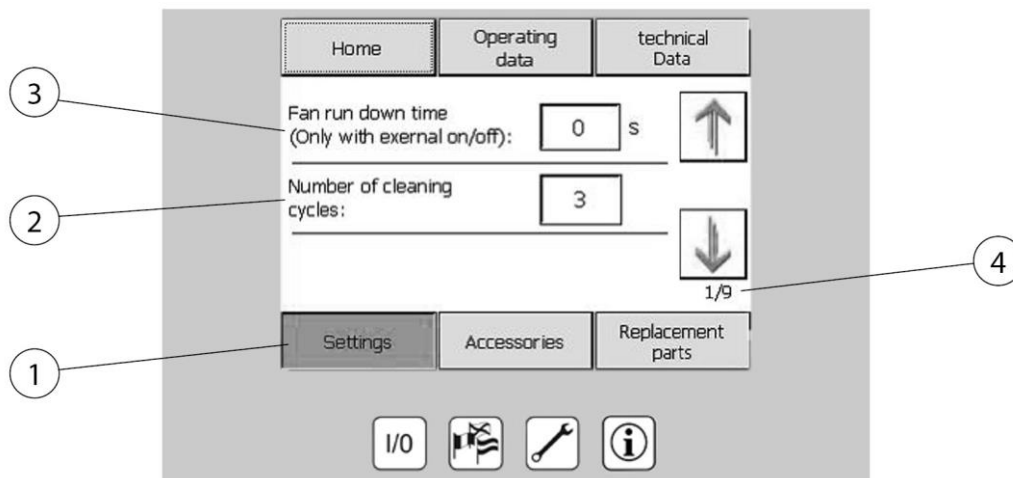 Home
Operating
data
technical
Data
3
Fan run down time
(Only with exernal on/off):
0
s
2
Number of cleaning
cycles:
3
4
1/9
1
Settings
Accessories
Replacement
parts
I/0
i